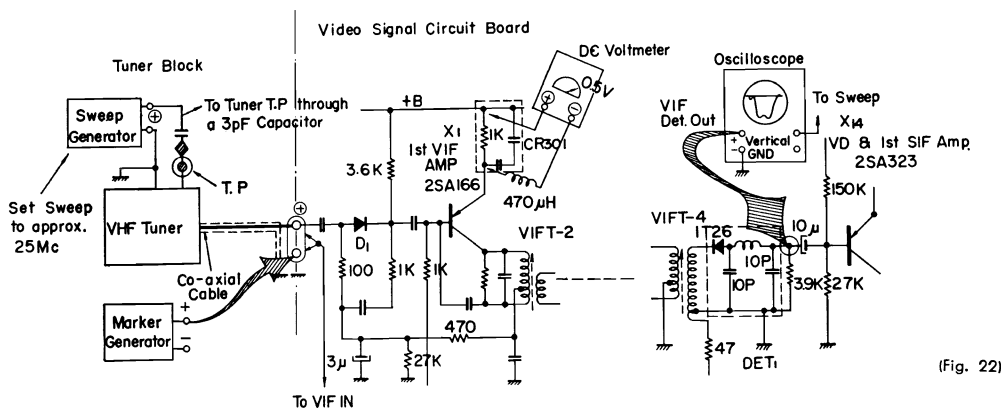 Video Signal Circuit Board
Tuner Block
DC Voltmeter
0.5V
Oscilloscope
Sweep
Generator
To Tuner T.P through
a 3pF Capacitor
+B
X1
1st VIF
AMP
2SA166
1K
CR301
470μH
VIF
Det. Out
Vertical
GND
To Sweep
X14
VD & 1st SIF Amp.
2SA323
3.6K
150K
T.P
Set Sweep
to approx.
25Mc
VHF Tuner
D1
VIFT-2
VIFT-4
1T26
10μ
Co-axial
Cable
100
1K
1K
10P
10P
3.9K
27K
Marker
Generator
470
3μ
27K
47
DET1
To VIF IN
(Fig. 22)